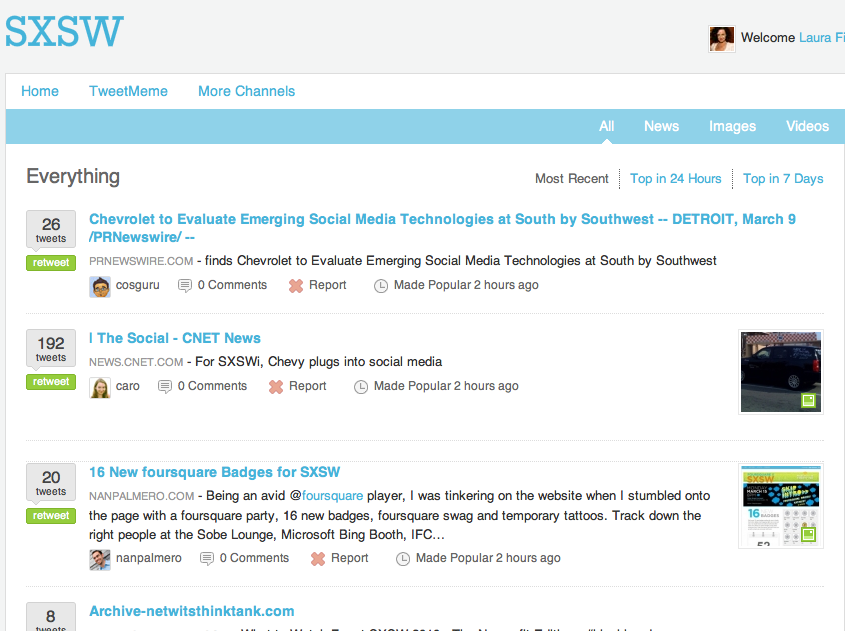 SXSW
Welcome Laura Fi
Home TweetMeme More Channels
All News Images Videos
Everything
Most Recent Top in 24 Hours Top in 7 Days
26
tweets
retweet
Chevrolet to Evaluate Emerging Social Media Technologies at South by Southwest -- DETROIT, March 9
/PRNewswire/ --
PRNEWSWIRE.COM - finds Chevrolet to Evaluate Emerging Social Media Technologies at South by Southwest
cosguru 0 Comments Report Made Popular 2 hours ago
192
tweets
retweet
| The Social - CNET News
NEWS.CNET.COM - For SXSWi, Chevy plugs into social media
caro 0 Comments Report Made Popular 2 hours ago
20
tweets
retweet
16 New foursquare Badges for SXSW
NANPALMERO.COM - Being an avid @foursquare player, I was tinkering on the website when I stumbled onto
the page with a foursquare party, 16 new badges, foursquare swag and temporary tattoos. Track down the
right people at the Sobe Lounge, Microsoft Bing Booth, IFC...
nanpalmero 0 Comments Report Made Popular 2 hours ago
SXSW
16
52
8
tweets
Archive-netwitsthinktank.com